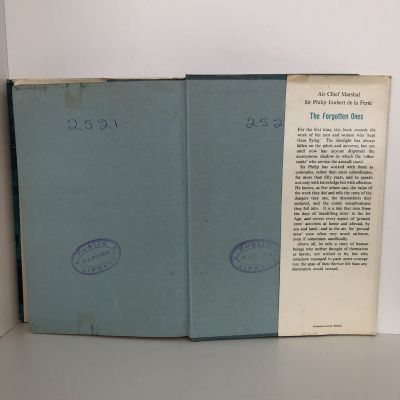 2521
PUBLIC
LIBRARY
252
PUBLIC
LIBRARY
Air Chief Marshal
Sir Philip Joubert de la Ferté
The Forgotten Ones
For the first time, this book records the
work of the men and women who 'kept
them flying.' The limelight has always
fallen on the pilots and aircrews, but not
until now has anyone dispersed the
anonymous shadow in which the 'other
ranks' who service the aircraft stand.
Sir Philip has worked with them as
comrades, rather than mere subordinates,
for more than fifty years, and he speaks
not only with knowledge but with affection.
He knows, as few others can, the value of
the work they did and tells the story of the
dangers they ran, the discomforts they
endured, and the comic misadventures
they fell into. It is a tale that runs from
the days of 'muddling into' to the Jet
Age, and covers every aspect of 'ground
crew' activities at home and abroad, by
sea and land—and in the air, for 'ground
crew' were often very much airborne,
even if sometimes unofficially.
Above all, he tells a story of human
beings who neither thought of themselves
as heroic, nor wished to be, but who
somehow managed to pack more courage
into the span of their Service life than any
decoration could reward.